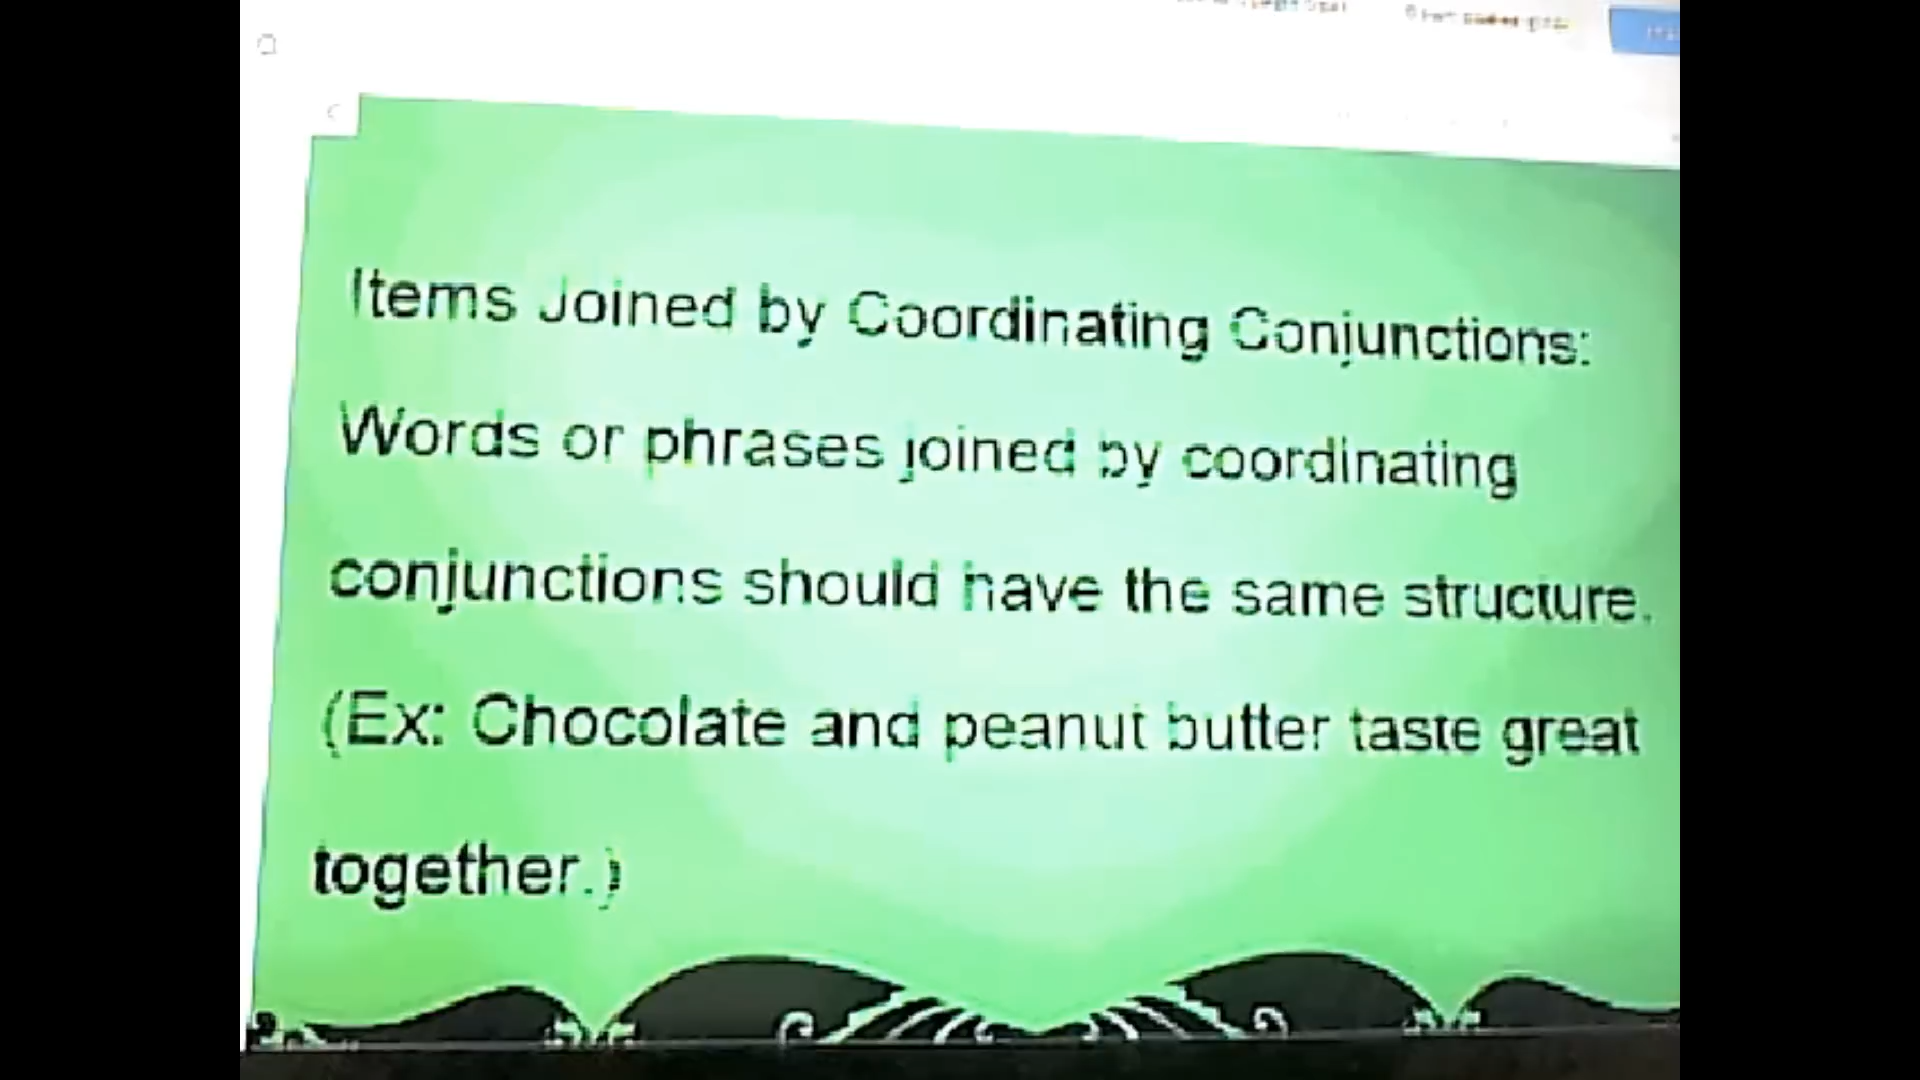 Items Joined by Coordinating Conjunctions:
Words or phrases joined by coordinating
conjunctions should have the same structure.
(Ex: Chocolate and peanut butter taste great
together.)